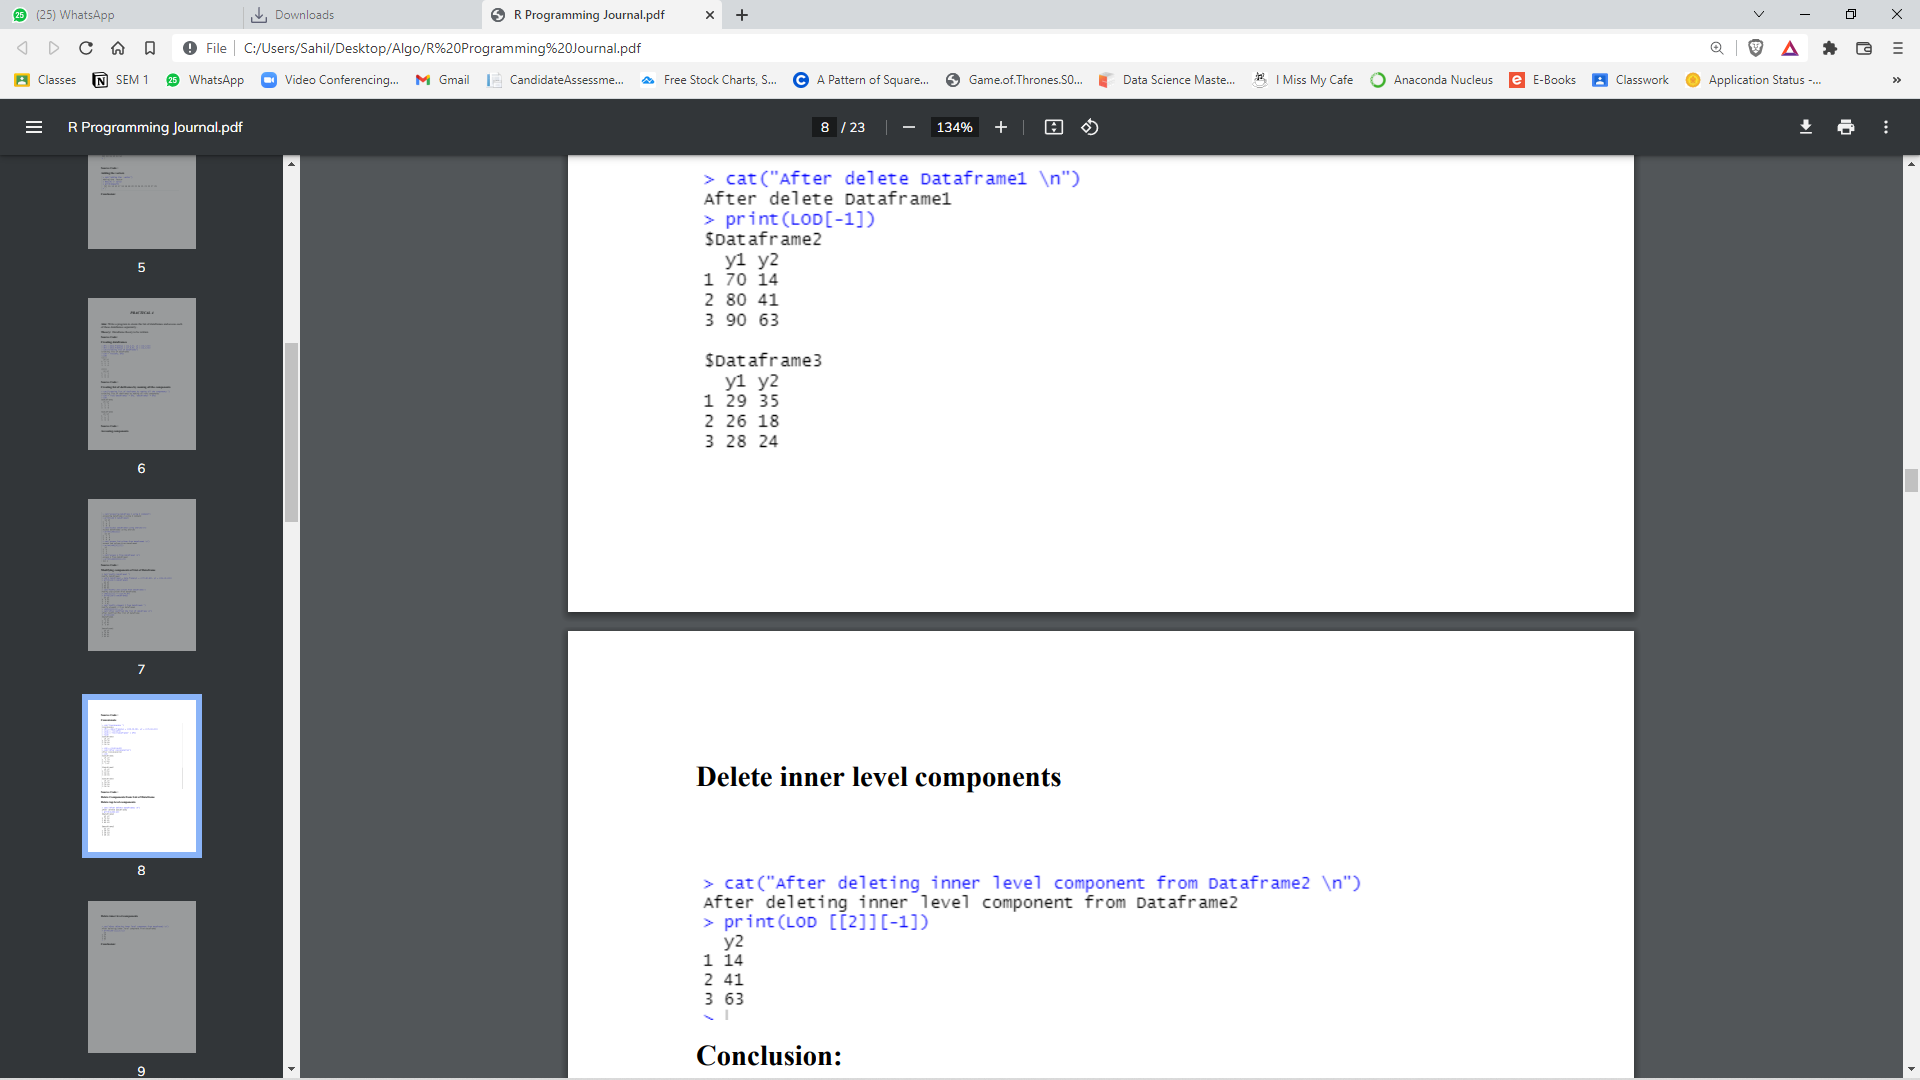 (25) WhatsApp
Downloads
R Programming Journal.pdf
File
C:/Users/Sahil/Desktop/Algo/R%20Programming%20Journal.pdf
Classes
SEM 1
WhatsApp
Video Conferencing...
Gmail
CandidateAssessme...
Free Stock Charts, S...
A Pattern of Square...
Game.of.Thrones.S0...
Data Science Maste...
I Miss My Cafe
Anaconda Nucleus
E-Books
Classwork
Application Status -...
»
R Programming Journal.pdf
8 / 23
134%
5
6
7
8
9
> cat("After delete Dataframe1 \n")
After delete Dataframe1
> print(LOD[-1])
$Dataframe2
y1 y2
1 70 14
2 80 41
3 90 63
$Dataframe3
y1 y2
1 29 35
2 26 18
3 28 24
Delete inner level components
> cat("After deleting inner level component from Dataframe2 \n")
After deleting inner level component from Dataframe2
> print(LOD [[2]][-1])
y2
1 14
2 41
3 63
>
Conclusion: